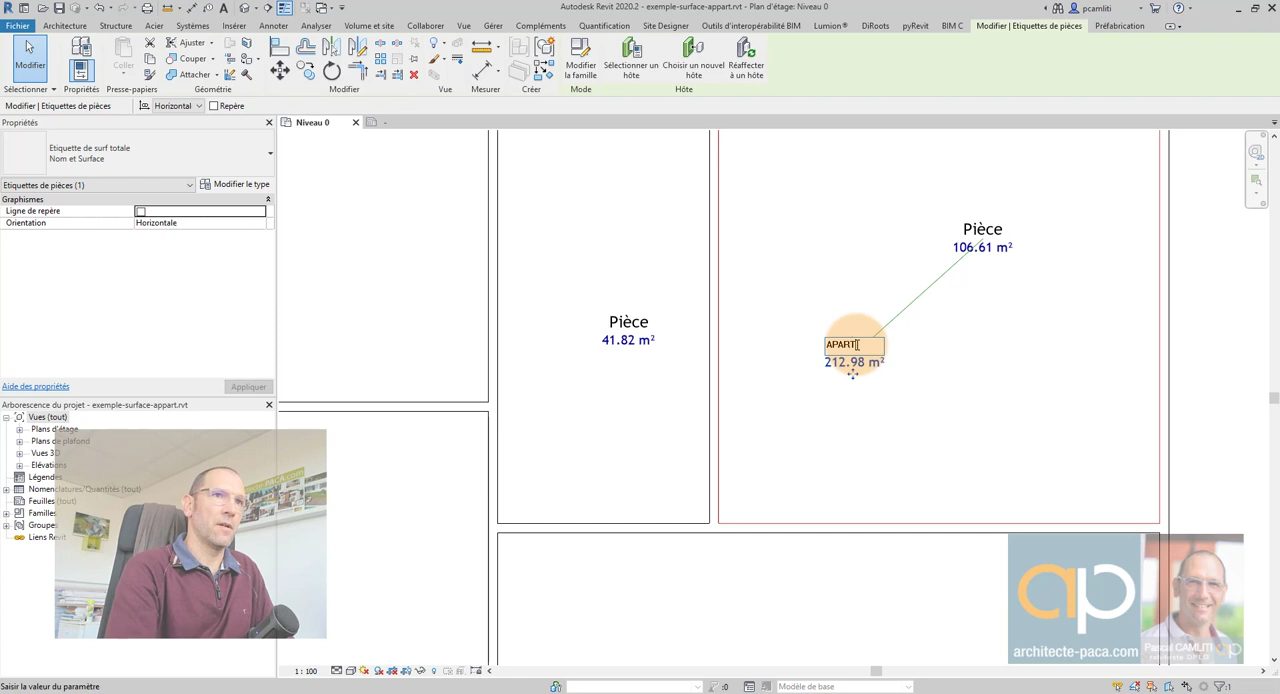 Autodesk Revit 2020.2 - exemple-surface-appart.rvt - Plan d'étage: Niveau 0
pcamliti
Fichier Architecture Structure Acier Systèmes Insérer Annoter Analyser Volume et site Collaborer Vue Gérer Compléments Quantification Site Designer Outils d'interopérabilité BIM Lumion® DiRoots pyRevit BIM C Modifier | Etiquettes de pièces Préfabrication
Modifier
Propriétés
Coller
Ajuster
Couper
Attacher
Modifier la famille
Sélectionner un hôte
Choisir un nouvel hôte
Réaffecter à un hôte
Sélectionner Propriétés Presse-papiers Géométrie Modifier Vue Mesurer Créer Mode Hôte
Modifier | Etiquettes de pièces Horizontal Repère
Propriétés
Niveau 0
Etiquette de surf totale
Nom et Surface
Etiquettes de pièces (1) Modifier le type
Graphismes
Ligne de repère
Orientation Horizontale
Aide des propriétés Appliquer
Arborescence du projet - exemple-surface-appart.rvt
Vues (tout)
Plans d'étage
Plans de plafond
Vues 3D
Elévations
Légendes
Nomenclatures/Quantités (tout)
Feuilles (tout)
Familles
Groupes
Liens Revit
Pièce
106.61 m²
Pièce
41.82 m²
APART
212.98 m²
ap
architecte-paca.com
Pascal CAMLITI
1 : 100
Saisir la valeur du paramètre
:0
Modèle de base
:1